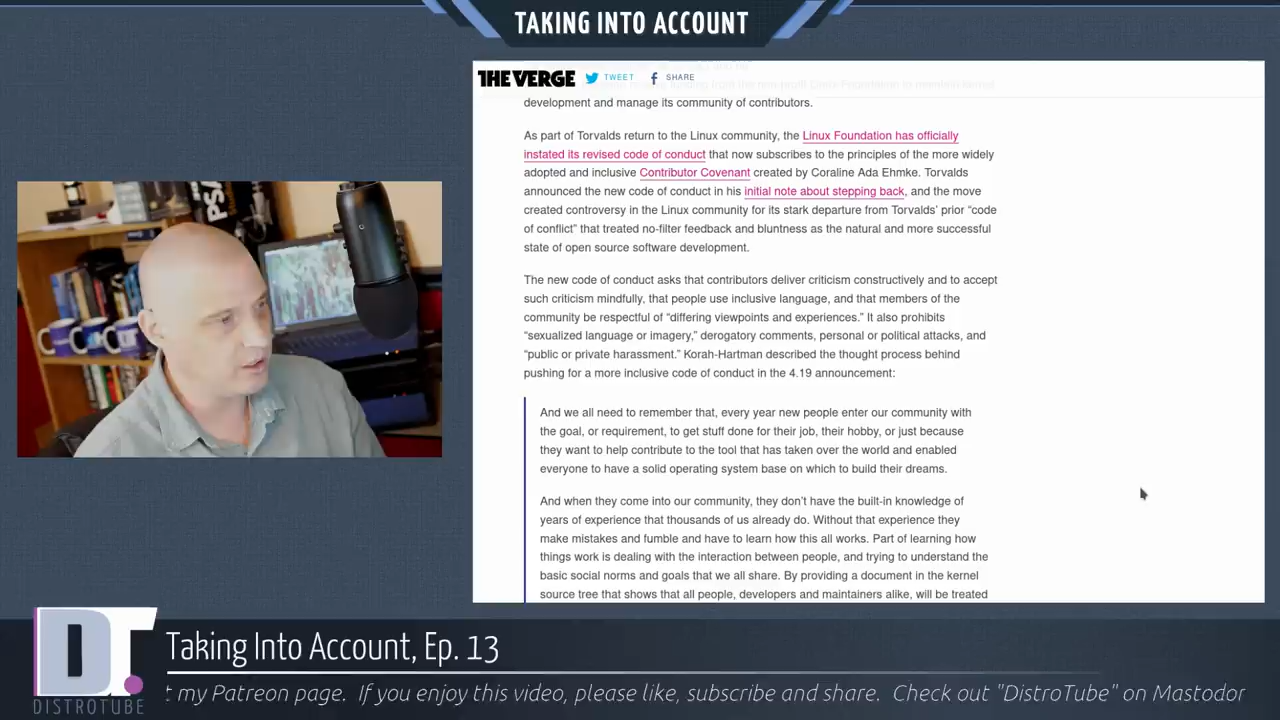 TAKING INTO ACCOUNT
THE VERGE TWEET SHARE
development and manage its community of contributors.
As part of Torvalds return to the Linux community, the Linux Foundation has officially
instated its revised code of conduct that now subscribes to the principles of the more widely
adopted and inclusive Contributor Covenant created by Coraline Ada Ehmke. Torvalds
announced the new code of conduct in his initial note about stepping back, and the move
created controversy in the Linux community for its stark departure from Torvalds’ prior “code
of conflict” that treated no-filter feedback and bluntness as the natural and more successful
state of open source software development.
The new code of conduct asks that contributors deliver criticism constructively and to accept
such criticism mindfully, that people use inclusive language, and that members of the
community be respectful of “differing viewpoints and experiences.” It also prohibits
“sexualized language or imagery,” derogatory comments, personal or political attacks, and
“public or private harassment.” Korah-Hartman described the thought process behind
pushing for a more inclusive code of conduct in the 4.19 announcement:
And we all need to remember that, every year new people enter our community with
the goal, or requirement, to get stuff done for their job, their hobby, or just because
they want to help contribute to the tool that has taken over the world and enabled
everyone to have a solid operating system base on which to build their dreams.
And when they come into our community, they don’t have the built-in knowledge of
years of experience that thousands of us already do. Without that experience they
make mistakes and fumble and have to learn how this all works. Part of learning how
things work is dealing with the interaction between people, and trying to understand the
basic social norms and goals that we all share. By providing a document in the kernel
source tree that shows that all people, developers and maintainers alike, will be treated
DT
DISTROTUBE
Taking Into Account, Ep. 13
t my Patreon page. If you enjoy this video, please like, subscribe and share. Check out "DistroTube" on Mastodor